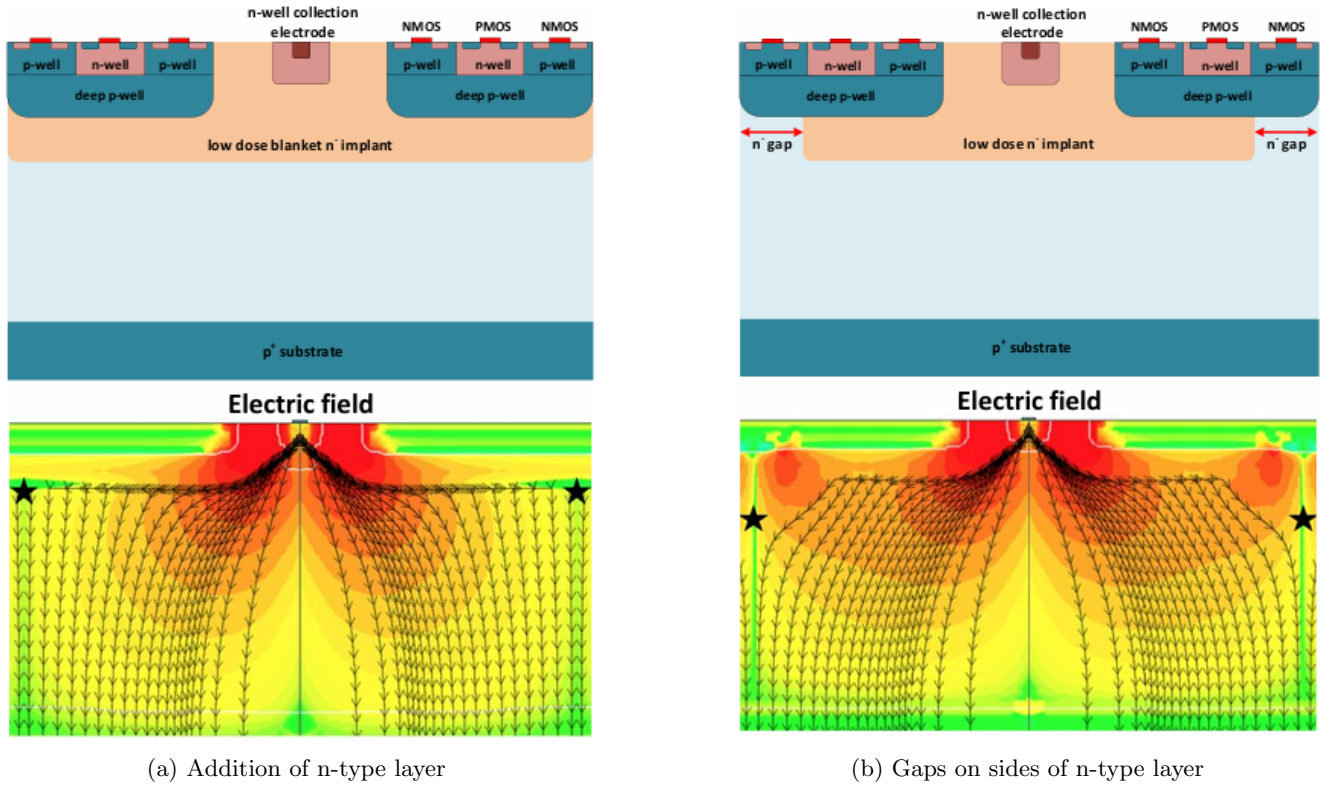 n-well collection
electrode
NMOS PMOS NMOS
p-well n-well p-well p-well n-well p-well
deep p-well deep p-well
low dose blanket n⁻ implant
p⁺ substrate
Electric field
(a) Addition of n-type layer
n-well collection
electrode
NMOS PMOS NMOS
p-well n-well p-well p-well n-well p-well
deep p-well deep p-well
n⁻ gap low dose n⁻ implant n⁻ gap
p⁺ substrate
Electric field
(b) Gaps on sides of n-type layer